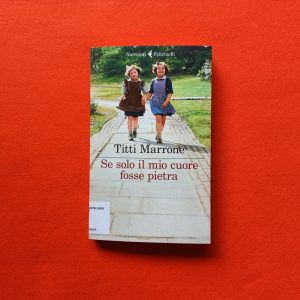 Narratori Feltrinelli
Titti Marrone
Se solo il mio cuore
fosse pietra